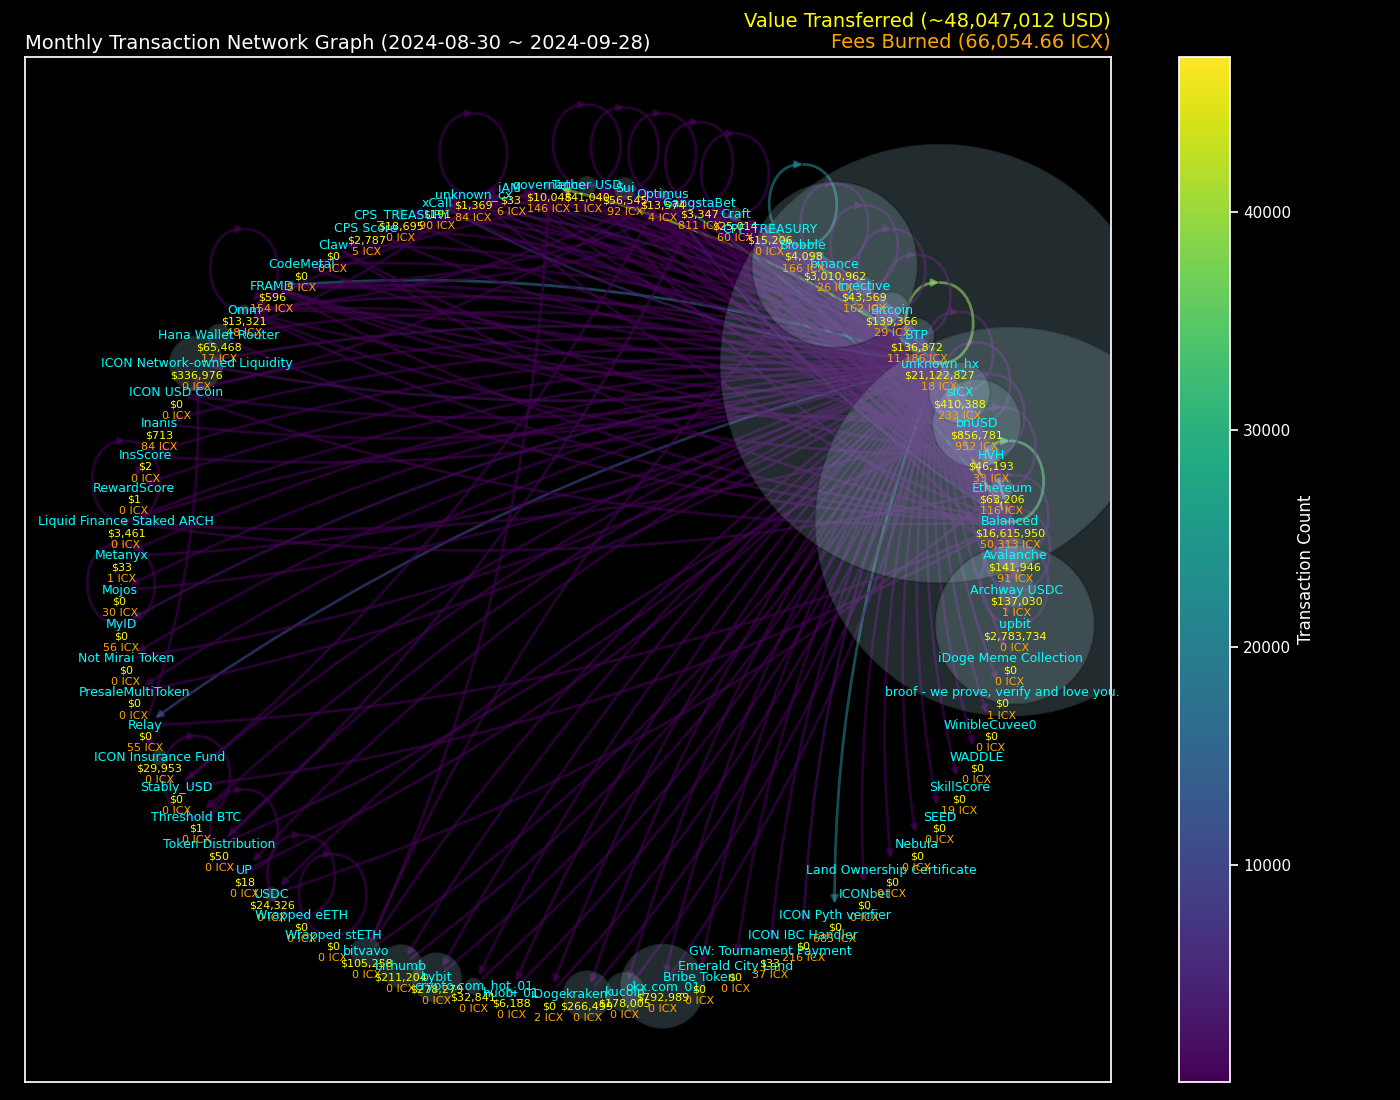 Value Transferred (~48,047,012 USD)
Monthly Transaction Network Graph (2024-08-30 ~ 2024-09-28)
Fees Burned (66,054.66 ICX)
Tether USD
$41,040
1 ICX
Sui
$56,545
92 ICX
Optimus
$13,574
4 ICX
$3,347
811 ICX
Craft
$25,014
60 ICX
$15,206
0 ICX
Blobble
$4,098
166 ICX
binance
$3,010,962
26 ICX
Injective
$43,569
162 ICX
Bitcoin
$139,366
29 ICX
BTP
$136,872
11,186 ICX
unknown_hx
$21,122,827
18 ICX
sICX
$410,388
233 ICX
bnUSD
$856,781
952 ICX
HVH
$46,193
33 ICX
Ethereum
$63,206
116 ICX
Balanced
$16,615,950
50,313 ICX
Avalanche
$141,946
91 ICX
Archway USDC
$137,030
1 ICX
upbit
$2,783,734
0 ICX
iDoge Meme Collection
$0
0 ICX
broof - we prove, verify and love you.
$0
1 ICX
WinibleCuvee0
$0
0 ICX
WADDLE
$0
0 ICX
SkillScore
$0
19 ICX
SEED
$0
0 ICX
Nebula
$0
0 ICX
Land Ownership Certificate
$0
0 ICX
ICONbet
$0
0 ICX
ICON Pyth verifier
$0
685 ICX
ICON IBC Handler
$0
216 ICX
GW: Tournament Payment
$33
37 ICX
Emerald City Land
$0
0 ICX
Bribe Token
$0
0 ICX
okx.com_0
$792,989
0 ICX
kucoin
$178,005
0 ICX
kraken
$266,499
0 ICX
iDoge
$0
2 ICX
huobi_01
$6,188
0 ICX
crypto.com_hot_01
$32,841
0 ICX
bybit
$278,279
0 ICX
bithumb
$211,204
0 ICX
bitvavo
$105,258
0 ICX
Wrapped stETH
$0
0 ICX
Wrapped eETH
$0
0 ICX
USDC
$24,326
0 ICX
UP
$18
0 ICX
Token Distribution
$50
0 ICX
Threshold BTC
$1
0 ICX
Stably_USD
$0
0 ICX
ICON Insurance Fund
$29,953
0 ICX
Relay
$0
55 ICX
PresaleMultiToken
$0
0 ICX
Not Mirai Token
$0
0 ICX
MyID
$0
56 ICX
Mojos
$0
30 ICX
Metanyx
$33
1 ICX
Liquid Finance Staked ARCH
$3,461
0 ICX
RewardScore
$1
0 ICX
InsScore
$2
0 ICX
Inanis
$713
84 ICX
ICON USD Coin
$0
0 ICX
ICON Network-owned Liquidity
$336,976
0 ICX
Hana Wallet Router
$65,468
17 ICX
Omm
$13,321
FRAMD
$596
154 ICX
CodeMetal
$0
Claw
$0
CPS Score
$2,787
5 ICX
CPS_TREASURY
$18,695
0 ICX
xCall
90 ICX
$1,369
84 ICX
$33
6 ICX
$10,048
146 ICX
40000
30000
20000
10000
Transaction Count